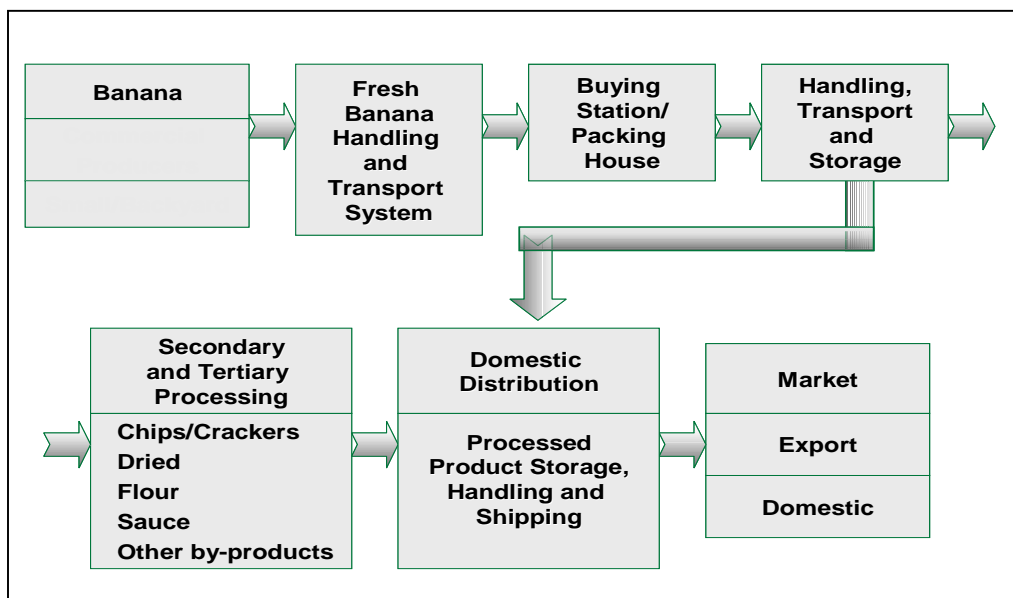 Banana
Fresh
Banana
Handling
and
Transport
System
Buying
Station/
Packing
House
Handling,
Transport
and
Storage
Secondary
and Tertiary
Processing
Chips/Crackers
Dried
Flour
Sauce
Other by-products
Domestic
Distribution
Processed
Product Storage,
Handling and
Shipping
Market
Export
Domestic